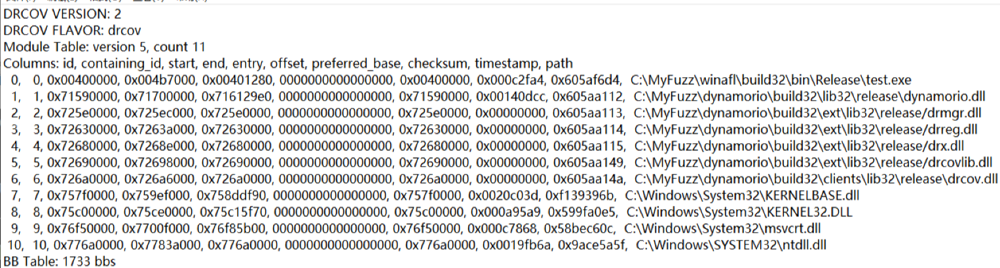 DRCOV VERSION: 2
DRCOV FLAVOR: drcov
Module Table: version 5, count 11
Columns: id, containing_id, start, end, entry, offset, preferred_base, checksum, timestamp, path
0, 0, 0x00400000, 0x004b7000, 0x00401280, 0000000000000000, 0x00400000, 0x000c2fa4, 0x605af6d4, C:\MyFuzz\winafl\build32\bin\Release\test.exe
1, 1, 0x71590000, 0x71700000, 0x716129e0, 0000000000000000, 0x71590000, 0x00140dcc, 0x605aa112, C:\MyFuzz\dynamorio\build32\lib32\release\dynamorio.dll
2, 2, 0x725e0000, 0x725ec000, 0x725e0000, 0000000000000000, 0x725e0000, 0x00000000, 0x605aa113, C:\MyFuzz\dynamorio\build32\ext\lib32\release/drmgr.dll
3, 3, 0x72630000, 0x7263a000, 0x72630000, 0000000000000000, 0x72630000, 0x00000000, 0x605aa114, C:\MyFuzz\dynamorio\build32\ext\lib32\release/drreg.dll
4, 4, 0x72680000, 0x7268e000, 0x72680000, 0000000000000000, 0x72680000, 0x00000000, 0x605aa115, C:\MyFuzz\dynamorio\build32\ext\lib32\release/drx.dll
5, 5, 0x72690000, 0x72698000, 0x72690000, 0000000000000000, 0x72690000, 0x00000000, 0x605aa149, C:\MyFuzz\dynamorio\build32\ext\lib32\release/drcovlib.dll
6, 6, 0x726a0000, 0x726a6000, 0x726a0000, 0000000000000000, 0x726a0000, 0x00000000, 0x605aa14a, C:\MyFuzz\dynamorio\build32\clients\lib32\release\drcov.dll
7, 7, 0x757f0000, 0x759ef000, 0x758ddf90, 0000000000000000, 0x757f0000, 0x0020c03d, 0xf139396b, C:\Windows\System32\KERNELBASE.dll
8, 8, 0x75c00000, 0x75ce0000, 0x75c15f70, 0000000000000000, 0x75c00000, 0x000a95a9, 0x599fa0e5, C:\Windows\System32\KERNEL32.DLL
9, 9, 0x76f50000, 0x7700f000, 0x76f85b00, 0000000000000000, 0x76f50000, 0x000c7868, 0x58bec60c, C:\Windows\System32\msvcrt.dll
10, 10, 0x776a0000, 0x7783a000, 0x776a0000, 0000000000000000, 0x776a0000, 0x0019fb6a, 0x9ace5a5f, C:\Windows\SYSTEM32\ntdll.dll
BB Table: 1733 bbs